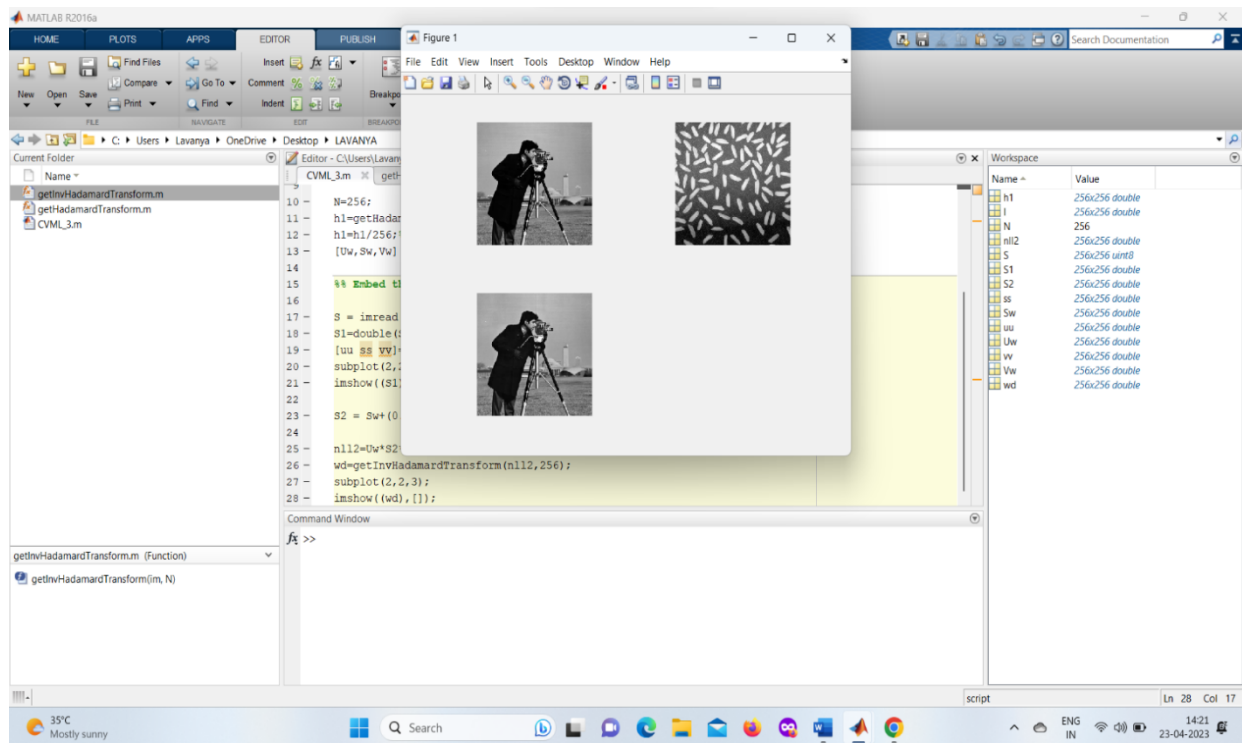 MATLAB R2016a
HOME PLOTS APPS EDITOR PUBLISH
Search Documentation
New Open Save
Find Files
Compare
Print
Go To
Find
Insert
Comment
Indent
Breakpo
FILE NAVIGATE EDIT BREAKPO
C: Users Lavanya OneDrive Desktop LAVANYA
Current Folder
Name
getInvHadamardTransform.m
getHadamardTransform.m
CVML_3.m
getInvHadamardTransform.m (Function)
getInvHadamardTransform(im, N)
Editor - C:\Users\Lavany
CVML_3.m getH
9
10 – N=256;
11 – h1=getHadar
12 – h1=h1/256;
13 – [Uw,Sw,Vw]
14
15 %% Embed th
16
17 – S = imread
18 – S1=double(S
19 – [uu ss vv]=
20 – subplot(2,2
21 – imshow((S1)
22
23 – S2 = Sw+(0
24
25 – nll2=Uw*S2*
26 – wd=getInvHadamardTransform(nll2,256);
27 – subplot(2,2,3);
28 – imshow((wd),[]);
Command Window
fx >>
Figure 1
File Edit View Insert Tools Desktop Window Help
Workspace
Name Value
h1 256x256 double
I 256x256 double
N 256
nll2 256x256 double
S 256x256 uint8
S1 256x256 double
S2 256x256 double
ss 256x256 double
Sw 256x256 double
uu 256x256 double
Uw 256x256 double
vv 256x256 double
Vw 256x256 double
wd 256x256 double
script Ln 28 Col 17
35°C
Mostly sunny
Search
ENG
IN
14:21
23-04-2023